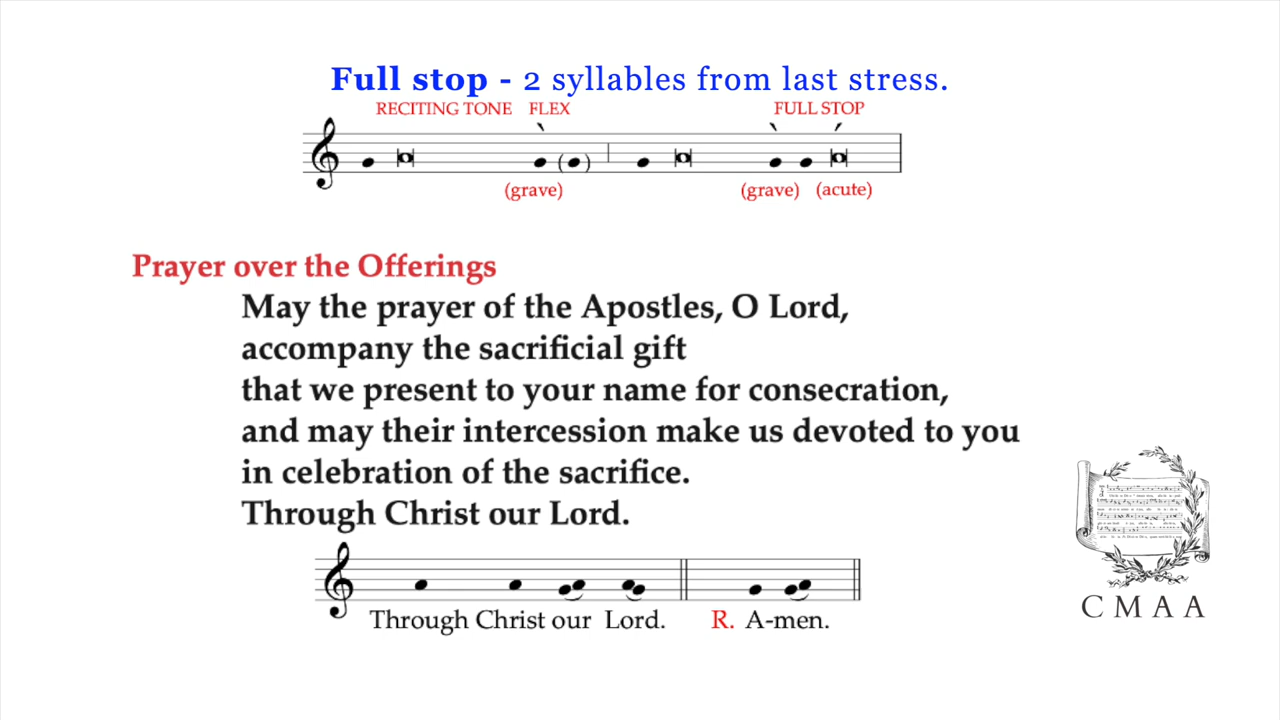 Full stop - 2 syllables from last stress.
RECITING TONE FLEX FULL STOP
(grave) (grave) (acute)
Prayer over the Offerings
May the prayer of the Apostles, O Lord,
accompany the sacrificial gift
that we present to your name for consecration,
and may their intercession make us devoted to you
in celebration of the sacrifice.
Through Christ our Lord.
Through Christ our Lord. R. A-men.
CMAA